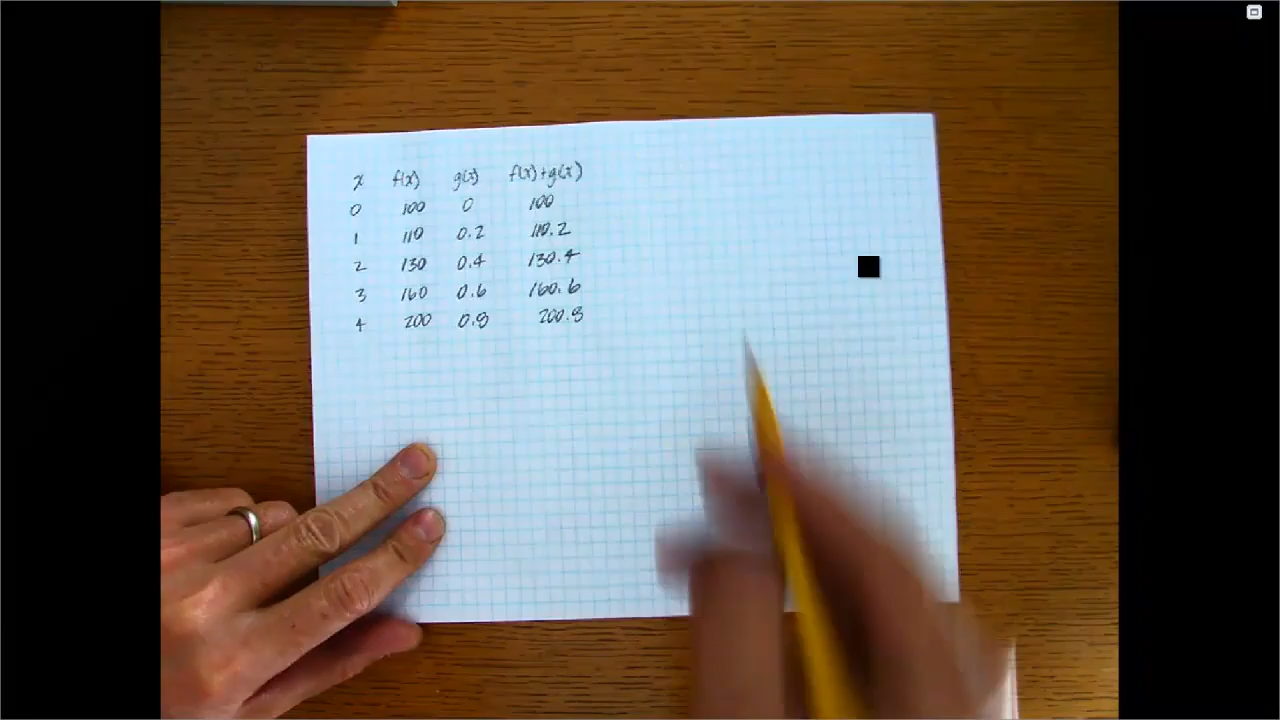 x f(x) g(x) f(x)+g(x)
0 100 0 100
1 110 0.2 110.2
2 130 0.4 130.4
3 160 0.6 160.6
4 200 0.8 200.8